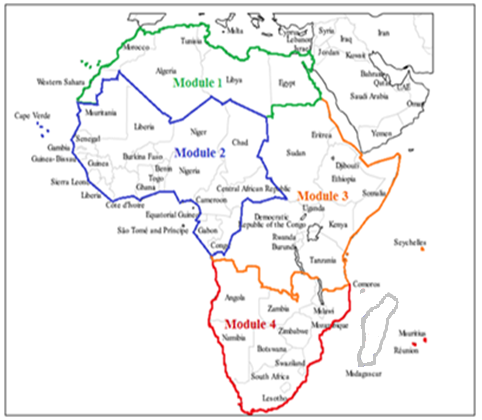 Malta
Cyprus
Lebanon
Israel
Syria
Iraq
Iran
Jordan
Kuwait
Morocco
Tunisia
Algeria
Libya
Egypt
Module 1
Bahrain
Qatar
UAE
Saudi Arabia
Oman
Yemen
Western Sahara
Cape Verde
Mauritania
Liberia
Niger
Chad
Senegal
Gambia
Guinea-Bissau
Guinea
Sierra Leone
Liberia
Burkina Faso
Benin
Togo
Ghana
Nigeria
Module 2
Côte d'Ivoire
Equatorial Guinea
São Tomé and Príncipe
Cameroon
Central African Republic
Gabon
Congo
Sudan
Eritrea
Djibouti
Ethiopia
Somalia
Module 3
Democratic
Republic of the Congo
Uganda
Kenya
Rwanda
Burundi
Tanzania
Seychelles
Comoros
Angola
Zambia
Malawi
Mozambique
Module 4
Zimbabwe
Namibia
Botswana
Swaziland
South Africa
Lesotho
Madagascar
Mauritius
Réunion